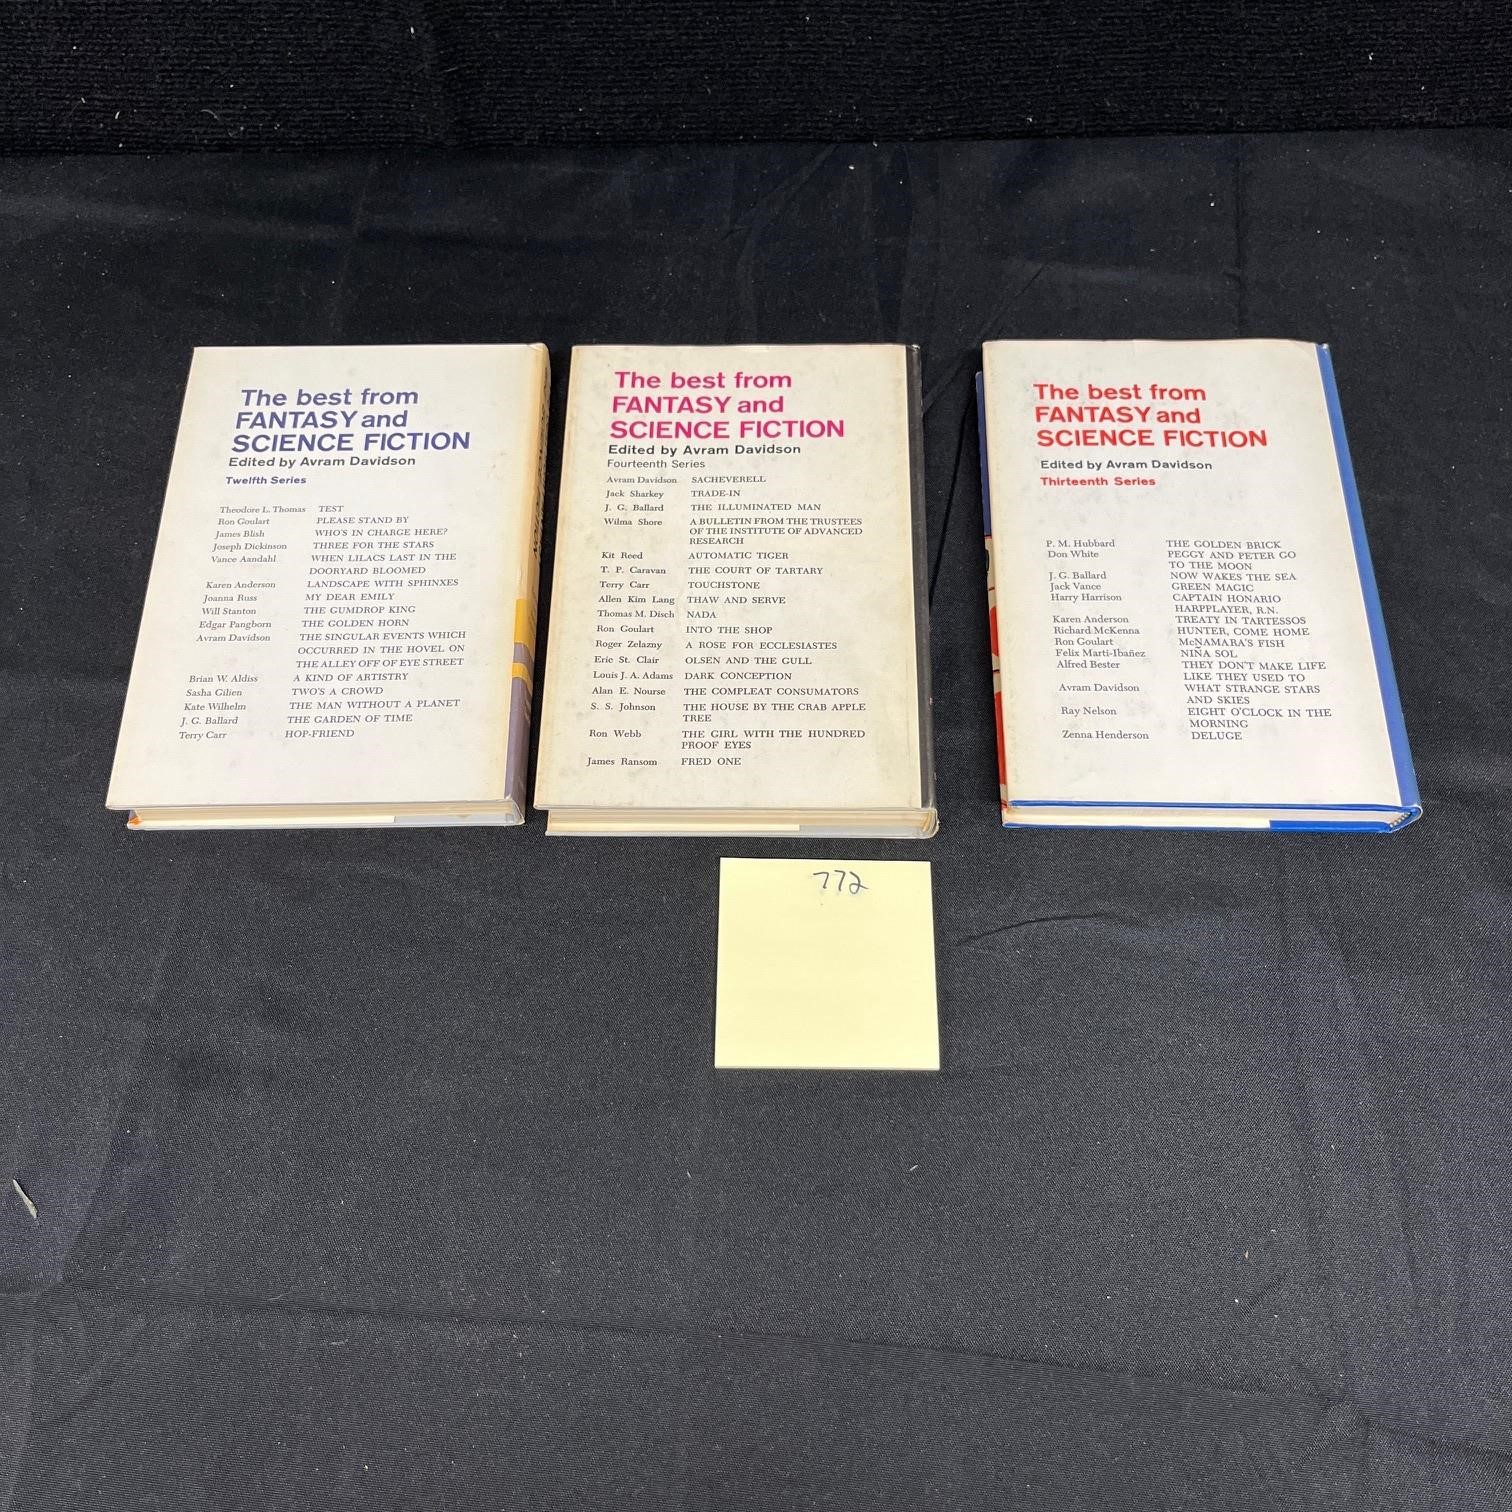 The best from
FANTASY and
SCIENCE FICTION
Edited by Avram Davidson
Twelfth Series
Theodore L. Thomas TEST
Ron Goulart PLEASE STAND BY
James Blish WHO'S IN CHARGE HERE?
Joseph Dickinson THREE FOR THE STARS
Vance Aandahl WHEN LILACS LAST IN THE
DOORYARD BLOOMED
Karen Anderson LANDSCAPE WITH SPHINXES
Joanna Russ MY DEAR EMILY
Will Stanton THE GUMDROP KING
Edgar Pangborn THE GOLDEN HORN
Avram Davidson THE SINGULAR EVENTS WHICH
OCCURRED IN THE HOVEL ON
THE ALLEY OFF OF EYE STREET
Brian W. Aldiss A KIND OF ARTISTRY
Sasha Gilien TWO'S A CROWD
Kate Wilhelm THE MAN WITHOUT A PLANET
J. G. Ballard THE GARDEN OF TIME
Terry Carr HOP-FRIEND
The best from
FANTASY and
SCIENCE FICTION
Edited by Avram Davidson
Fourteenth Series
Avram Davidson SACHEVERELL
Jack Sharkey TRADE-IN
J. G. Ballard THE ILLUMINATED MAN
Wilma Shore A BULLETIN FROM THE TRUSTEES
OF THE INSTITUTE OF ADVANCED
RESEARCH
Kit Reed AUTOMATIC TIGER
T. P. Caravan THE COURT OF TARTARY
Terry Carr TOUCHSTONE
Allen Kim Lang THAW AND SERVE
Thomas M. Disch NADA
Ron Goulart INTO THE SHOP
Roger Zelazny A ROSE FOR ECCLESIASTES
Eric St. Clair OLSEN AND THE GULL
Louis J. A. Adams DARK CONCEPTION
Alan E. Nourse THE COMPLEAT CONSUMATORS
S. S. Johnson THE HOUSE BY THE CRAB APPLE
TREE
Ron Webb THE GIRL WITH THE HUNDRED
PROOF EYES
James Ransom FRED ONE
The best from
FANTASY and
SCIENCE FICTION
Edited by Avram Davidson
Thirteenth Series
P. M. Hubbard THE GOLDEN BRICK
Don White PEGGY AND PETER GO
TO THE MOON
J. G. Ballard NOW WAKES THE SEA
Jack Vance GREEN MAGIC
Harry Harrison CAPTAIN HONARIO
HARPPLAYER, R.N.
Karen Anderson TREATY IN TARTESSOS
Richard McKenna HUNTER, COME HOME
Ron Goulart McNAMARA'S FISH
Felix Marti-Ibañez NIÑA SOL
Alfred Bester THEY DON'T MAKE LIFE
LIKE THEY USED TO
Avram Davidson WHAT STRANGE STARS
AND SKIES
Ray Nelson EIGHT O'CLOCK IN THE
MORNING
Zenna Henderson DELUGE
772